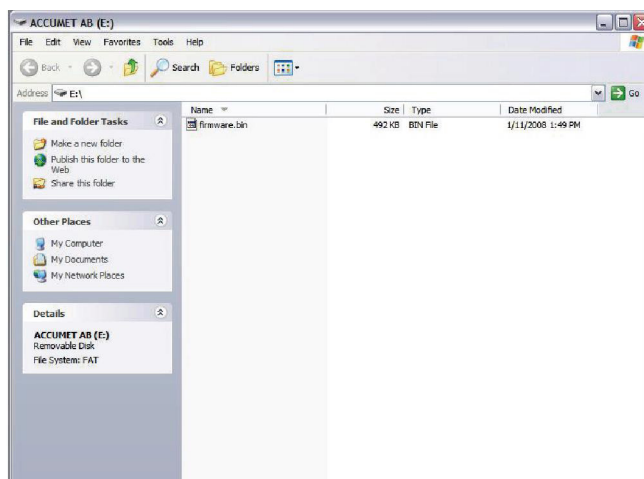 ACCUMET AB (E:)
File Edit View Favorites Tools Help
Back Search Folders
Address E:\ Go
Name Size Type Date Modified
File and Folder Tasks
Make a new folder
Publish this folder to the
Web
Share this folder
firmware.bin 492 KB BIN File 1/11/2008 1:49 PM
Other Places
My Computer
My Documents
My Network Places
Details
ACCUMET AB (E:)
Removable Disk
File System: FAT